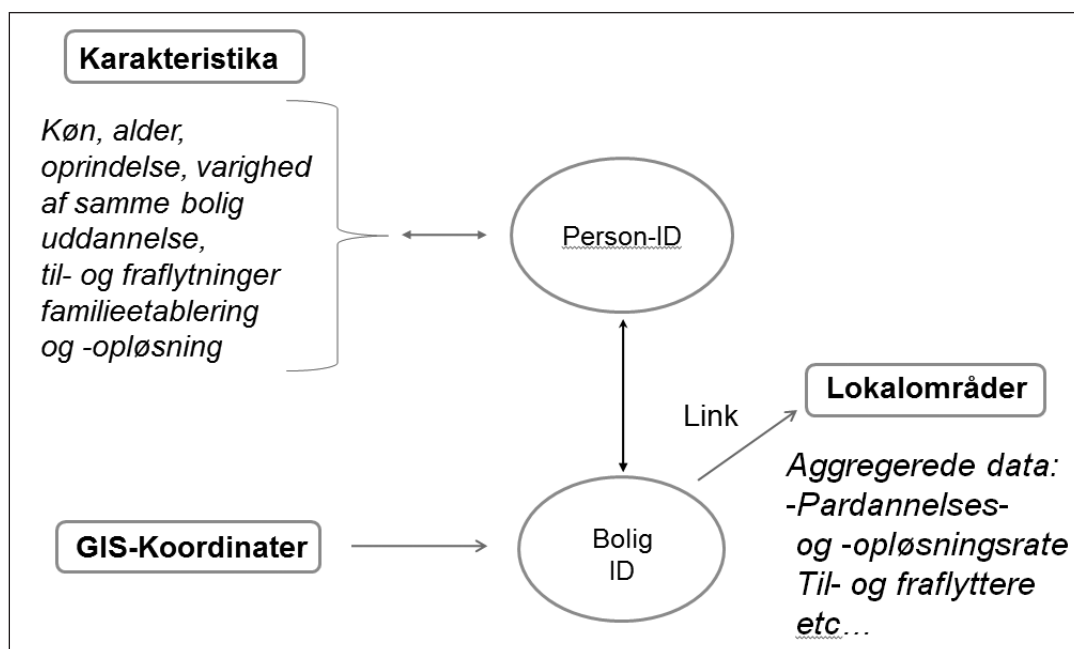 Karakteristika
Køn, alder,
oprindelse, varighed
af samme bolig
uddannelse,
til- og fraflytninger
familieetablering
og -opløsning
Person-ID
Link
Lokalområder
Aggregerede data:
-Pardannelses-
og -opløsningsrate
Til- og fraflyttere
etc...
GIS-Koordinater
Bolig
ID